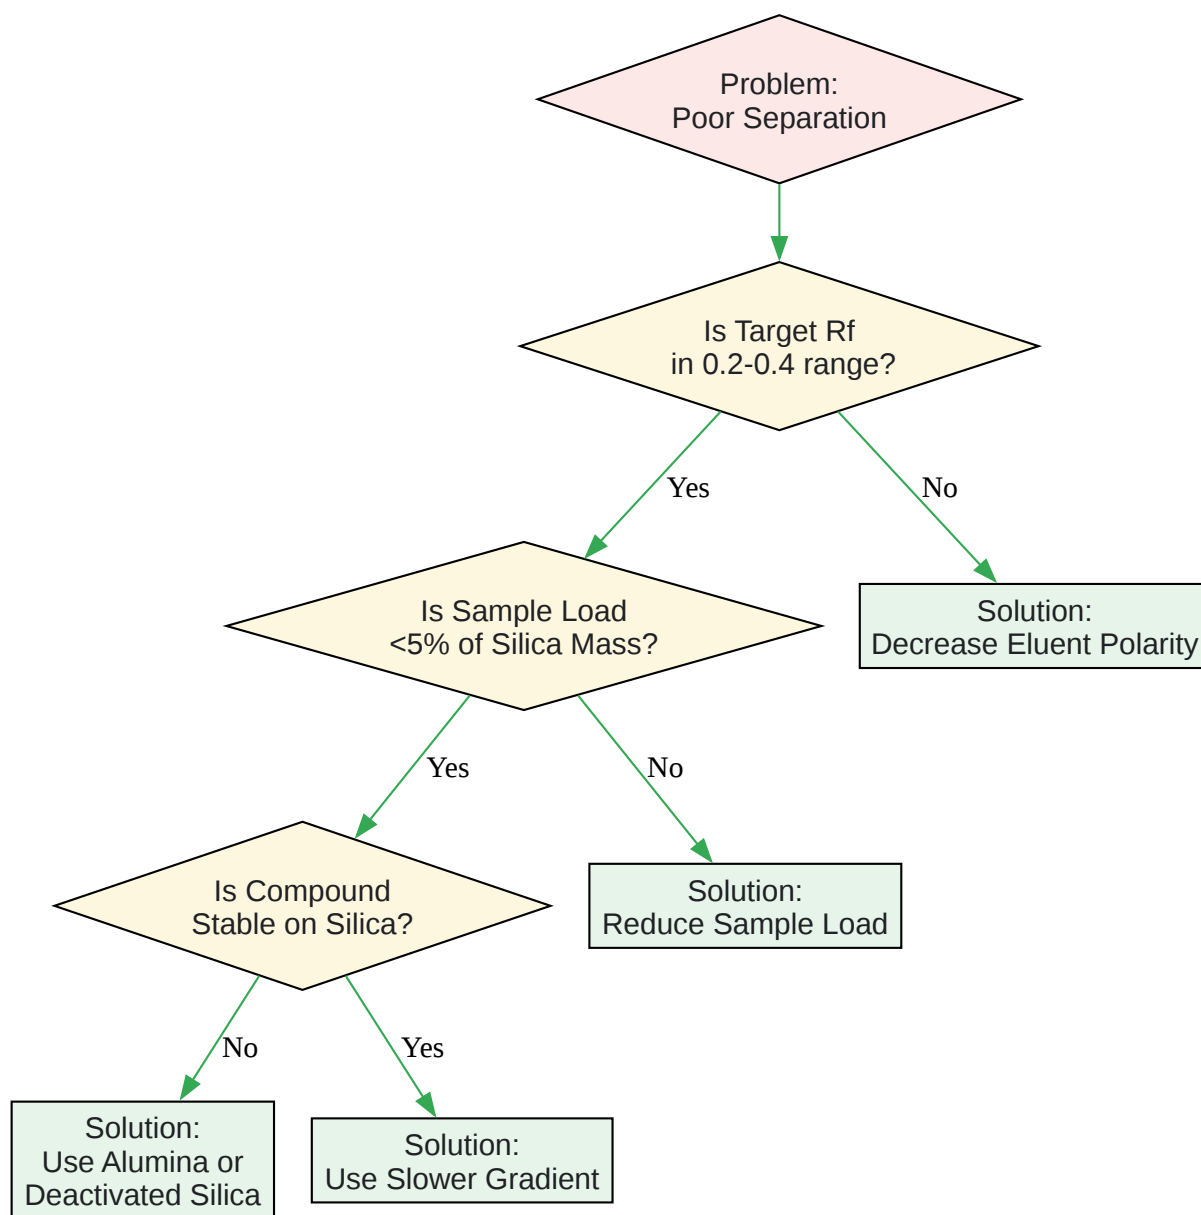 Problem:
Poor Separation
Is Target Rf
in 0.2-0.4 range?
Yes
No
Is Sample Load
<5% of Silica Mass?
Solution:
Decrease Eluent Polarity
Yes
No
Is Compound
Stable on Silica?
Solution:
Reduce Sample Load
No
Yes
Solution:
Use Alumina or
Deactivated Silica
Solution:
Use Slower Gradient